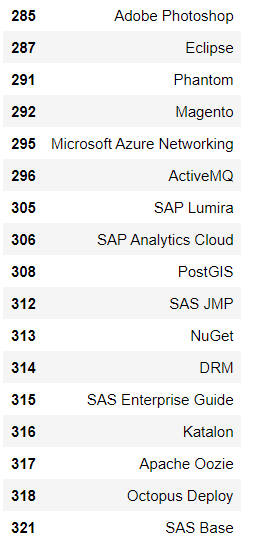 285 Adobe Photoshop
287 Eclipse
291 Phantom
292 Magento
295 Microsoft Azure Networking
296 ActiveMQ
305 SAP Lumira
306 SAP Analytics Cloud
308 PostGIS
312 SAS JMP
313 NuGet
314 DRM
315 SAS Enterprise Guide
316 Katalon
317 Apache Oozie
318 Octopus Deploy
321 SAS Base